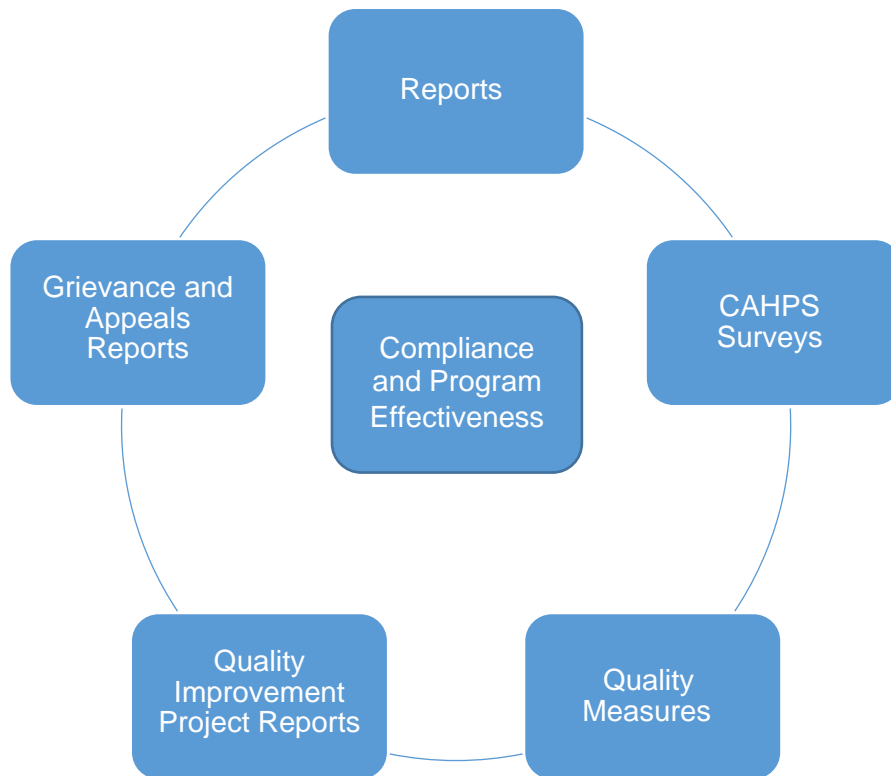 Reports
CAHPS
Surveys
Quality
Measures
Quality
Improvement
Project Reports
Grievance and
Appeals
Reports
Compliance
and Program
Effectiveness